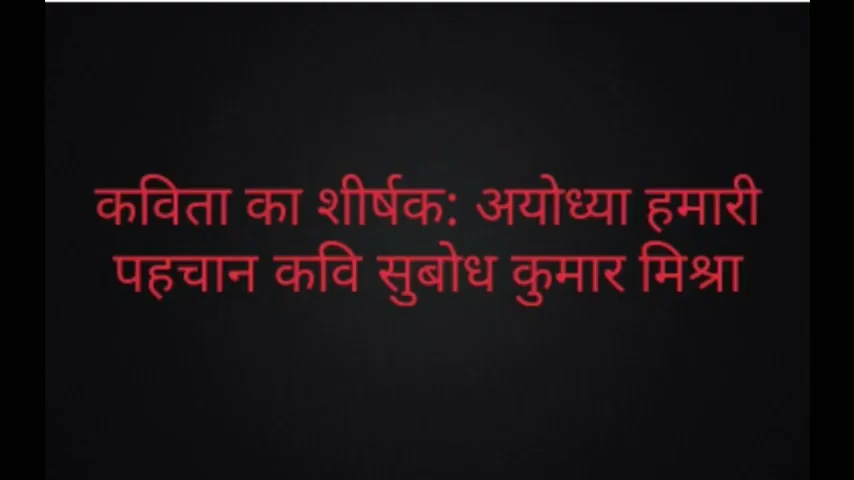 कविता का शीर्षक: अयोध्या हमारी
पहचान कवि सुबोध कुमार मिश्रा